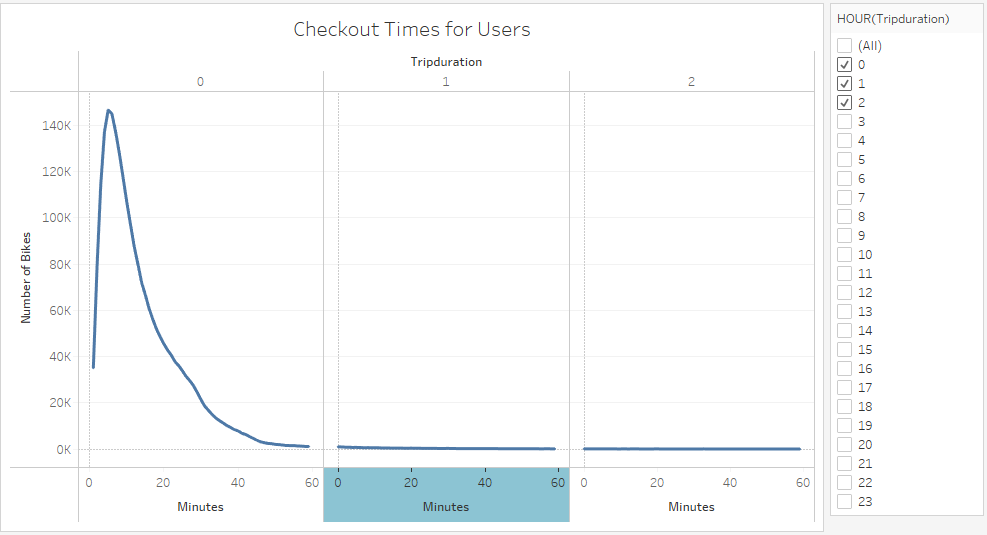 Checkout Times for Users
Tripduration
0 1 2
140K
120K
100K
80K
60K
40K
20K
0K
Number of Bikes
0 20 40 60 0 20 40 60 0 20 40 60
Minutes Minutes Minutes
HOUR(Tripduration)
(All)
0
1
2
3
4
5
6
7
8
9
10
11
12
13
14
15
16
17
18
19
20
21
22
23